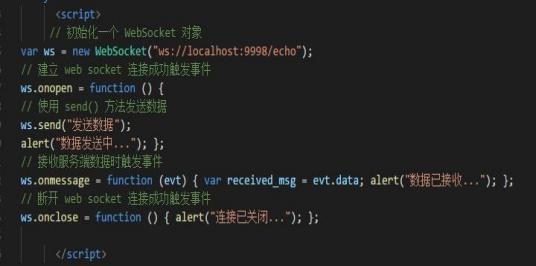 <script>
// 初始化一个 WebSocket 对象
var ws = new WebSocket("ws://localhost:9998/echo");
// 建立 web socket 连接成功触发事件
ws.onopen = function () {
// 使用 send() 方法发送数据
ws.send("发送数据");
alert("数据发送中..."); };
// 接收服务端数据时触发事件
ws.onmessage = function (evt) { var received_msg = evt.data; alert("数据已接收..."); };
// 断开 web socket 连接成功触发事件
ws.onclose = function () { alert("连接已关闭..."); };
</script>